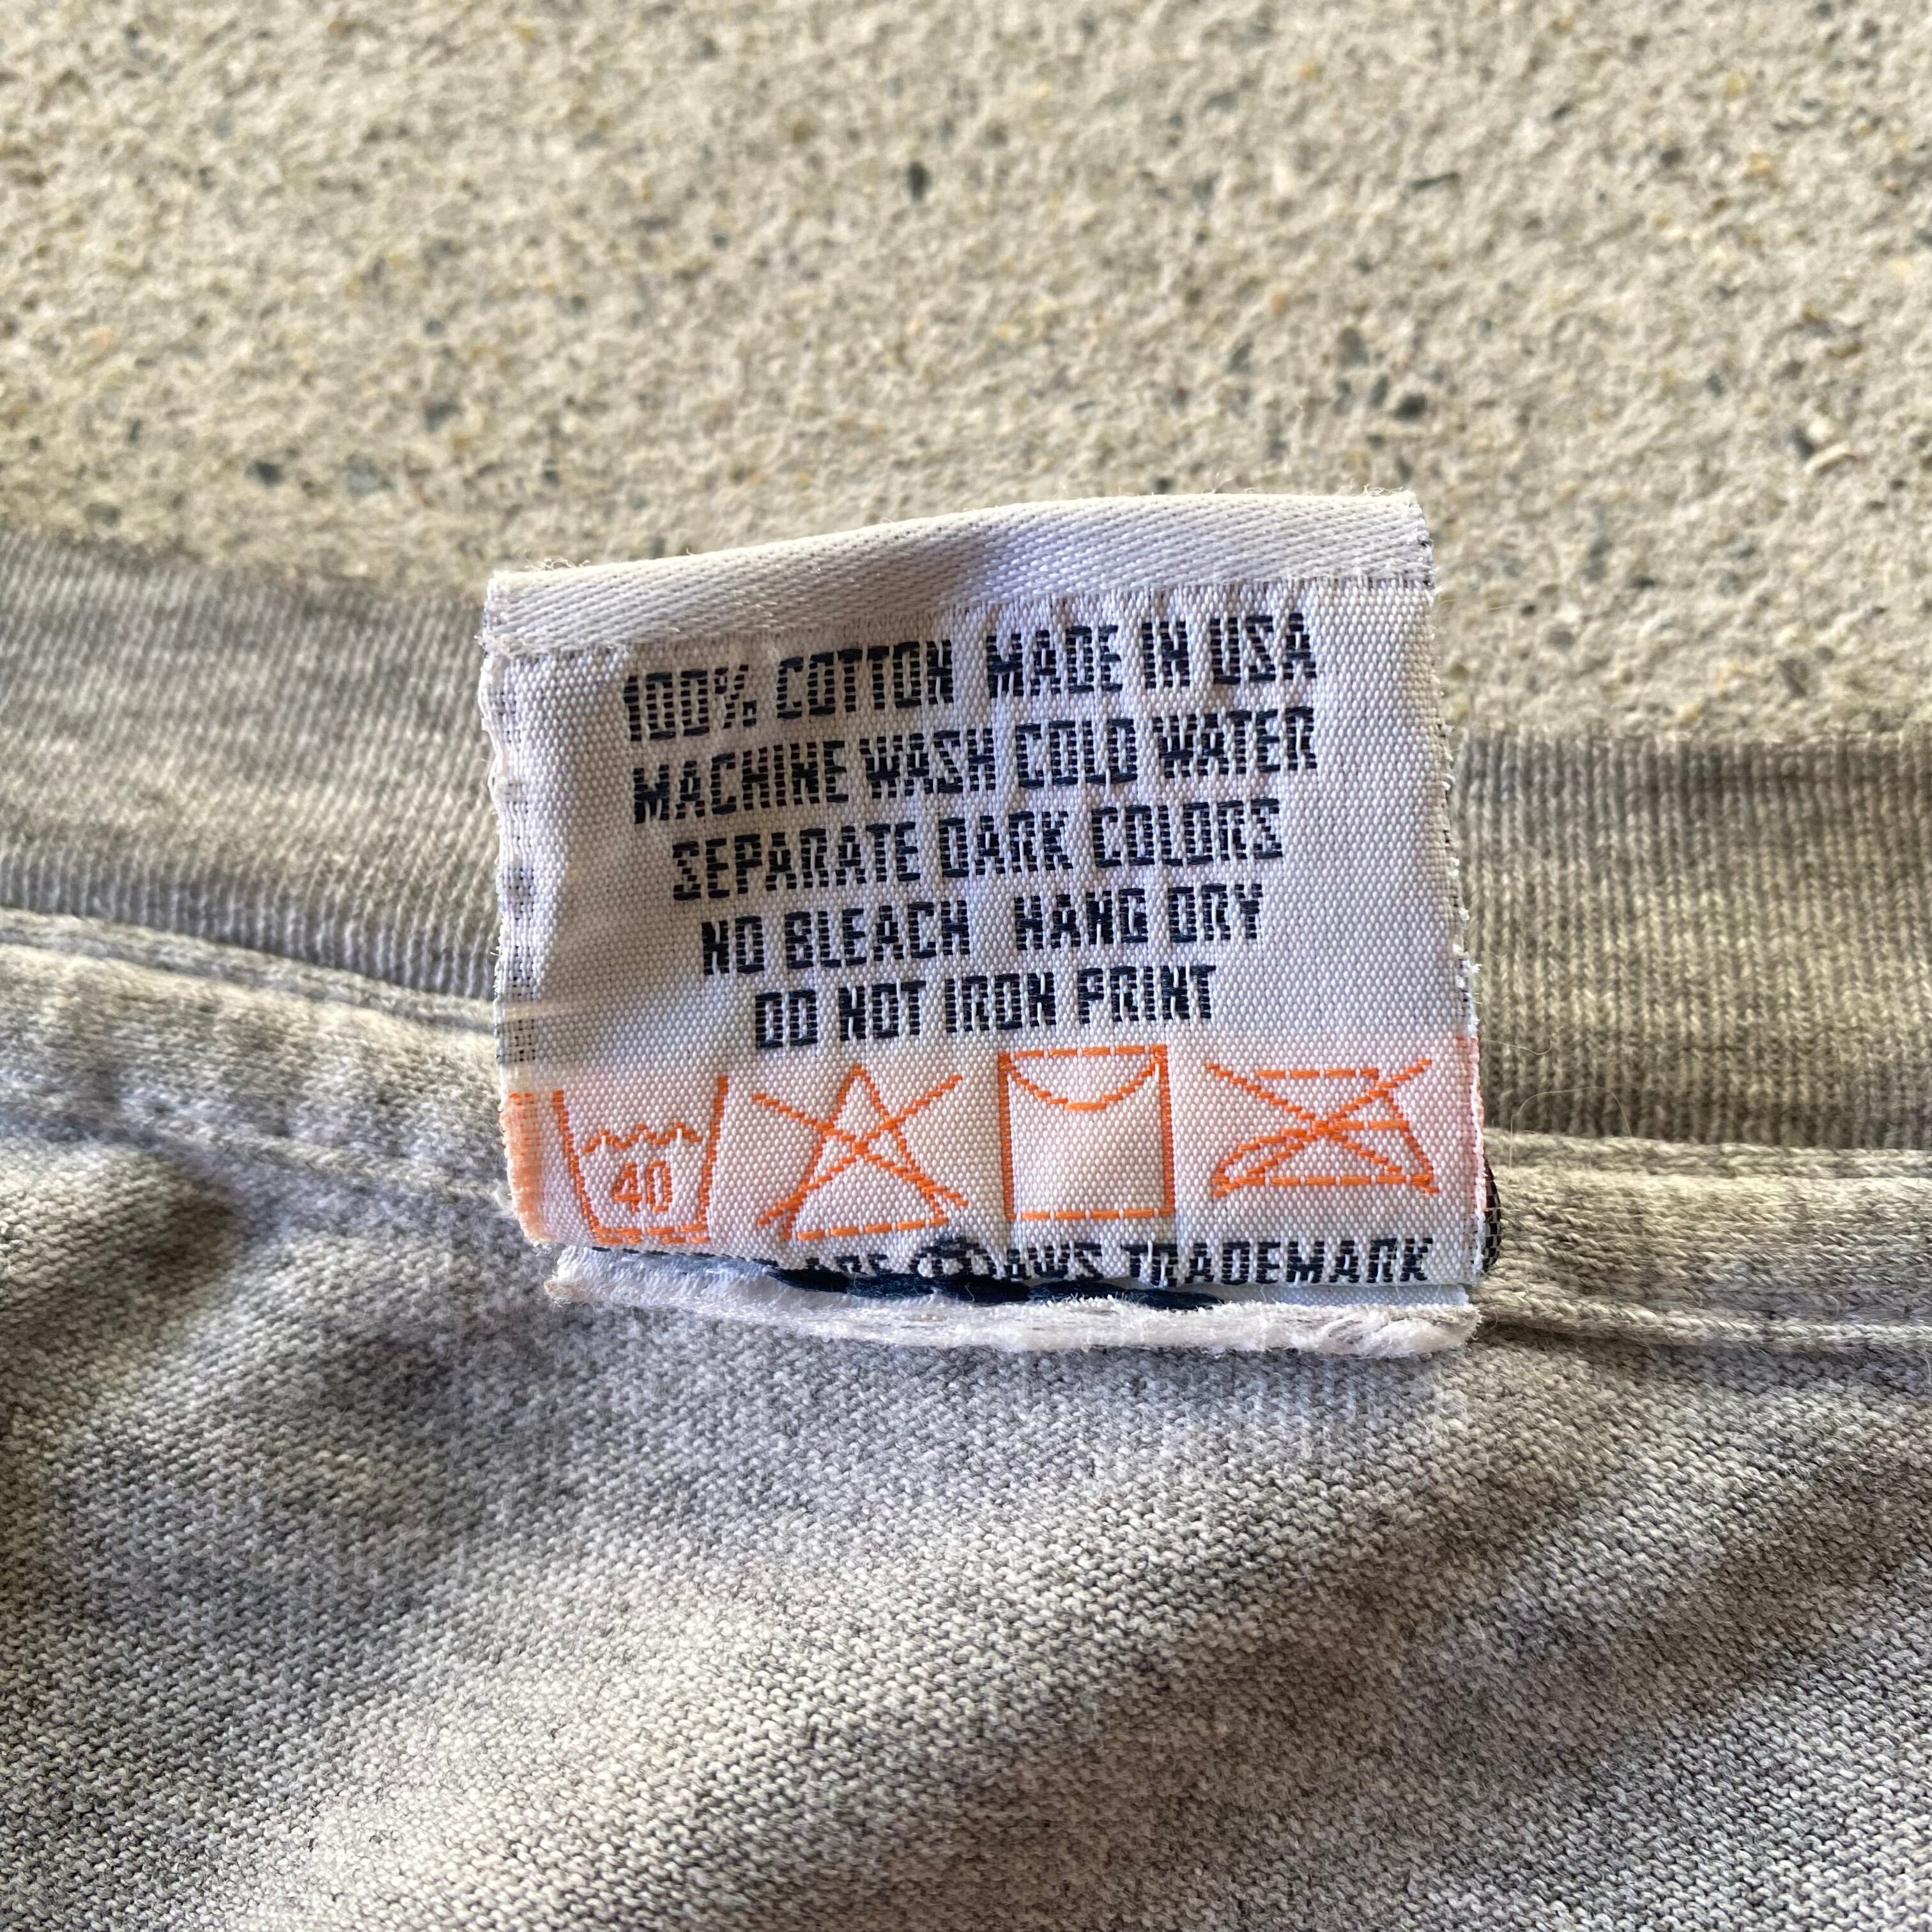 100% COTTON MADE IN USA
MACHINE WASH COLD WATER
SEPARATE DARK COLORS
NO BLEACH HANG DRY
DO NOT IRON PRINT
40
TRADEMARK